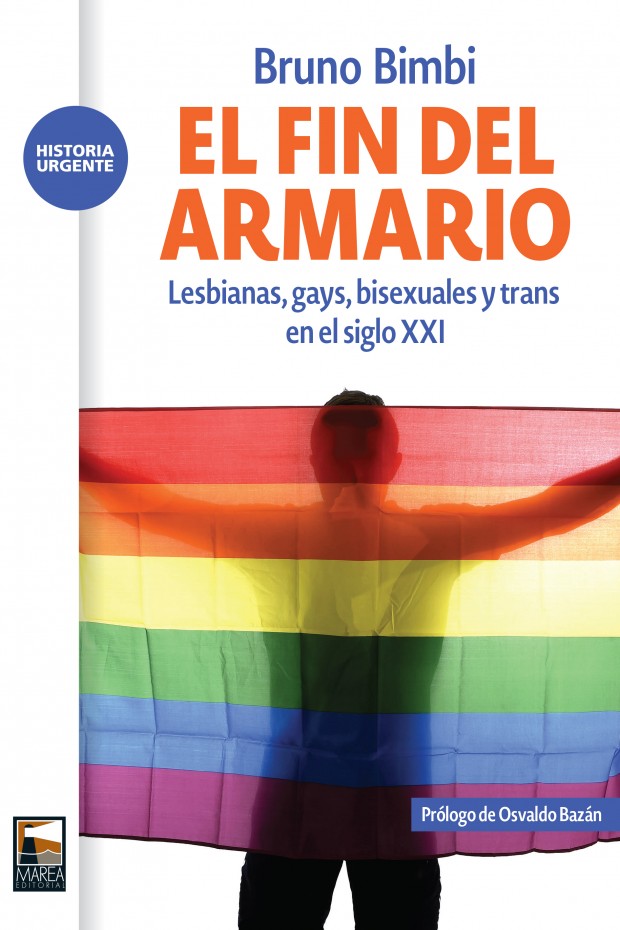 Bruno Bimbi
HISTORIA
URGENTE
EL FIN DEL
ARMARIO
Lesbianas, gays, bisexuales y trans
en el siglo XXI
Prólogo de Osvaldo Bazán
MAREA
EDITORIAL